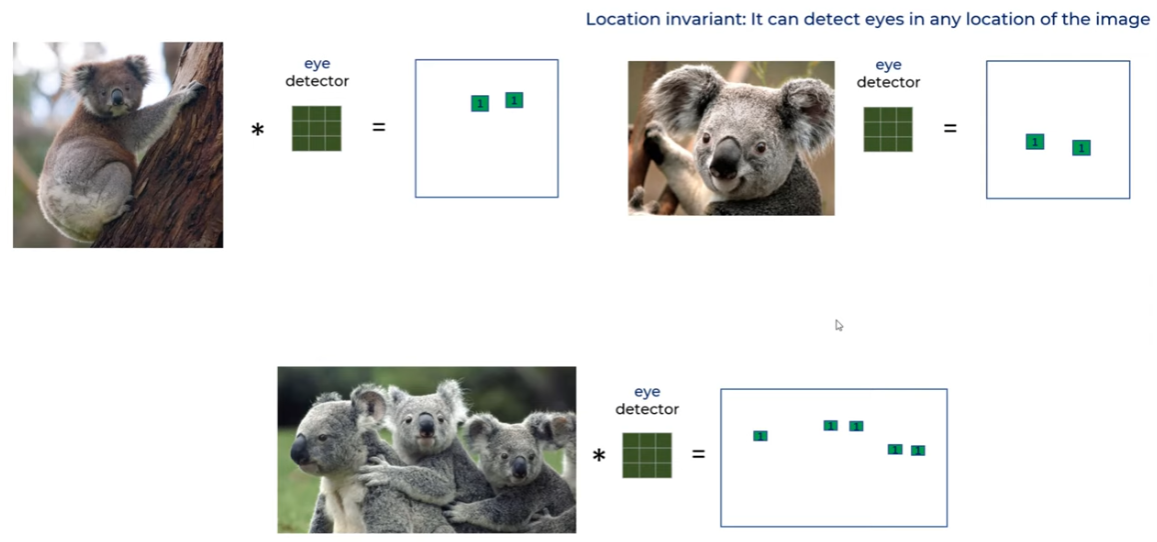 Location invariant: It can detect eyes in any location of the image
eye
detector
*
=
1 1
eye
detector
=
1
1
eye
detector
*
=
1
1 1
1 1